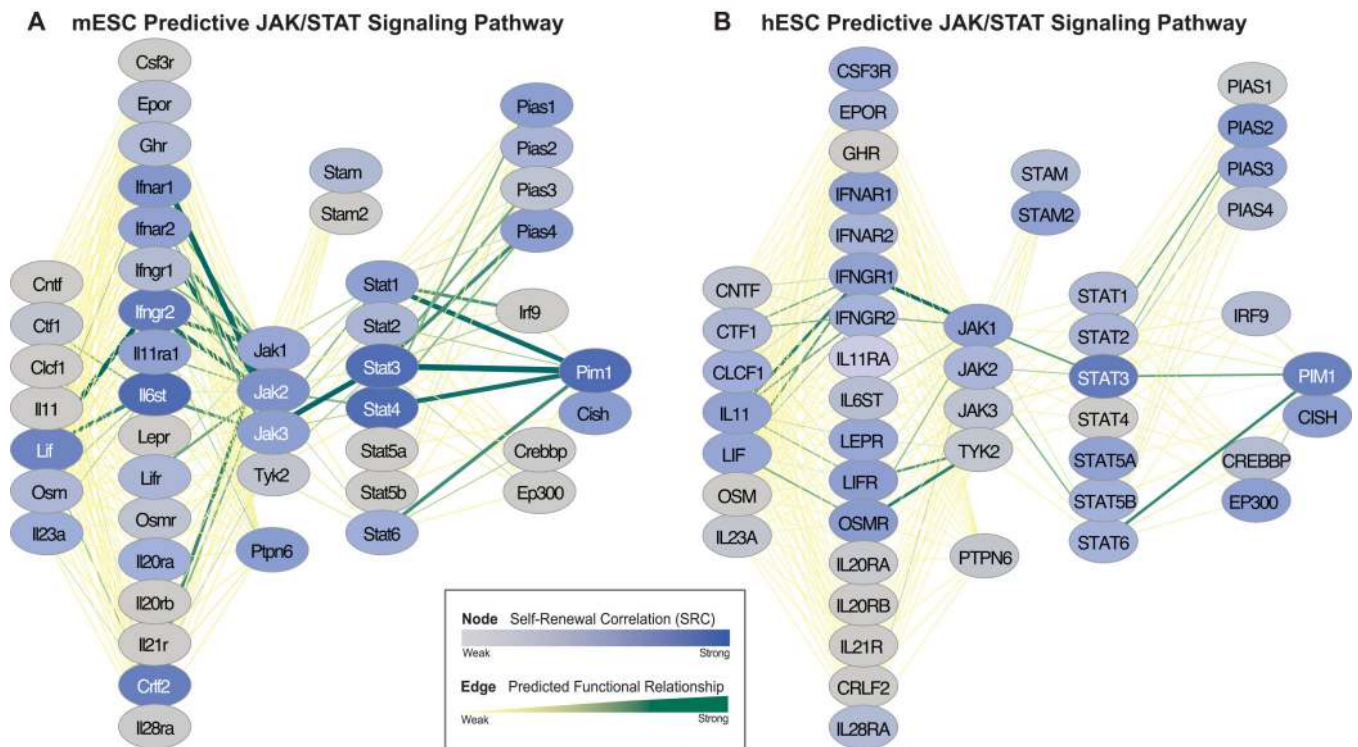 A mESC Predictive JAK/STAT Signaling Pathway
Csf3r
Epor
Ghr
Ifnar1
Ifnar2
Ifngr1
Ifngr2
Il11ra1
Il6st
Lepr
Lifr
Osmr
Il20ra
Il20rb
Il21r
Crlf2
Il28ra
Cntf
Ctf1
Clcf1
Il11
Lif
Osm
Il23a
Stam
Stam2
Jak1
Jak2
Jak3
Tyk2
Ptpn6
Stat1
Stat2
Stat3
Stat4
Stat5a
Stat5b
Stat6
Pias1
Pias2
Pias3
Pias4
Irf9
Pim1
Cish
Crebbp
Ep300
B hESC Predictive JAK/STAT Signaling Pathway
CSF3R
EPOR
GHR
IFNAR1
IFNAR2
IFNGR1
IFNGR2
IL11RA
IL6ST
LEPR
LIFR
OSMR
IL20RA
IL20RB
IL21R
CRLF2
IL28RA
CNTF
CTF1
CLCF1
IL11
LIF
OSM
IL23A
STAM
STAM2
JAK1
JAK2
JAK3
TYK2
PTPN6
STAT1
STAT2
STAT3
STAT4
STAT5A
STAT5B
STAT6
PIAS1
PIAS2
PIAS3
PIAS4
IRF9
PIM1
CISH
CREBBP
EP300
Node Self-Renewal Correlation (SRC)
Weak Strong
Edge Predicted Functional Relationship
Weak Strong